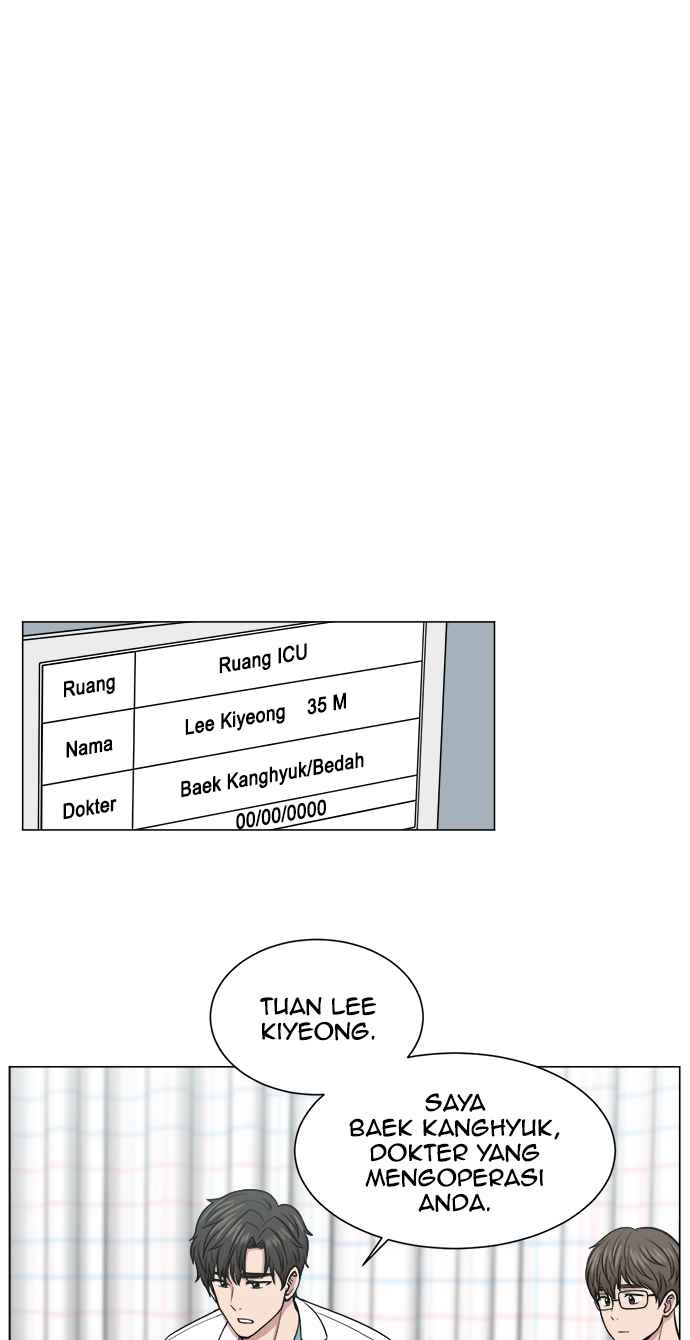 Ruang Ruang ICU
Nama Lee Kiyeong 35 M
Dokter Baek Kanghyuk/Bedah
00/00/0000
TUAN LEE
KIYEONG.
SAYA
BAEK KANGHYUK,
DOKTER YANG
MENGOPERASI
ANDA.